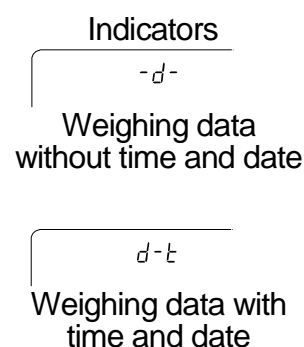 Indicators
-d-
Weighing data
without time and date
d-t
Weighing data with
time and date